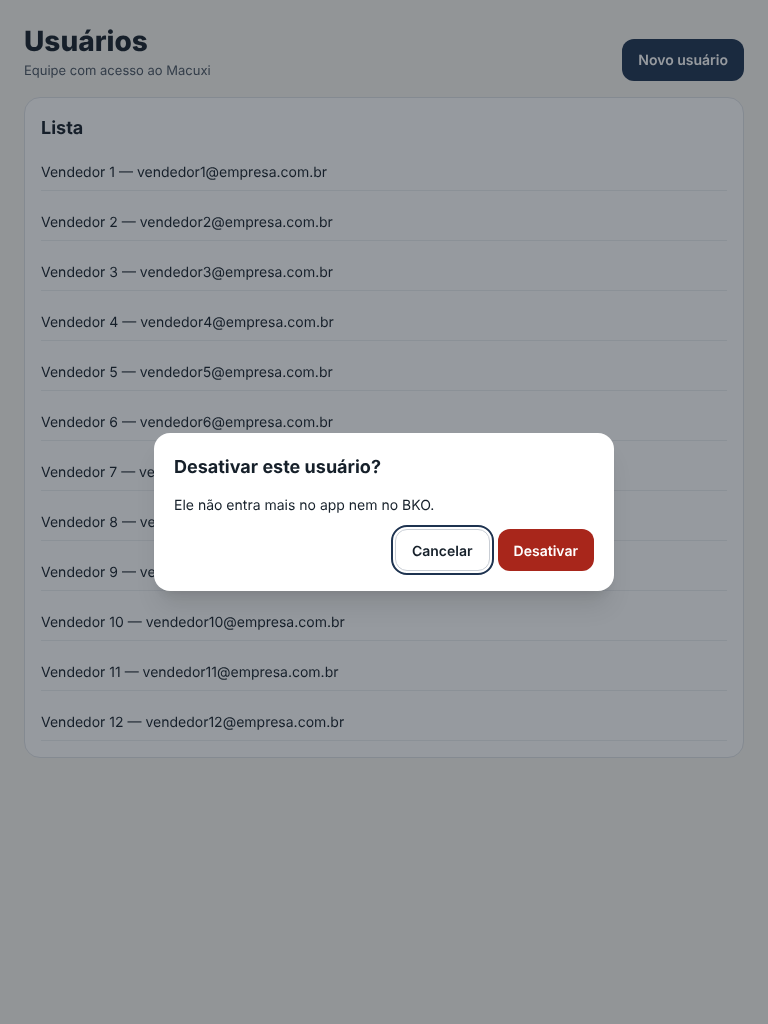 Usuários
Equipe com acesso ao Macuxi
Novo usuário
Lista
Vendedor 1 — vendedor1@empresa.com.br
Vendedor 2 — vendedor2@empresa.com.br
Vendedor 3 — vendedor3@empresa.com.br
Vendedor 4 — vendedor4@empresa.com.br
Vendedor 5 — vendedor5@empresa.com.br
Vendedor 6 — vendedor6@empresa.com.br
Vendedor 7 — ve
Vendedor 8 — ve
Vendedor 9 — ve
Desativar este usuário?
Ele não entra mais no app nem no BKO.
Cancelar
Desativar
Vendedor 10 — vendedor10@empresa.com.br
Vendedor 11 — vendedor11@empresa.com.br
Vendedor 12 — vendedor12@empresa.com.br